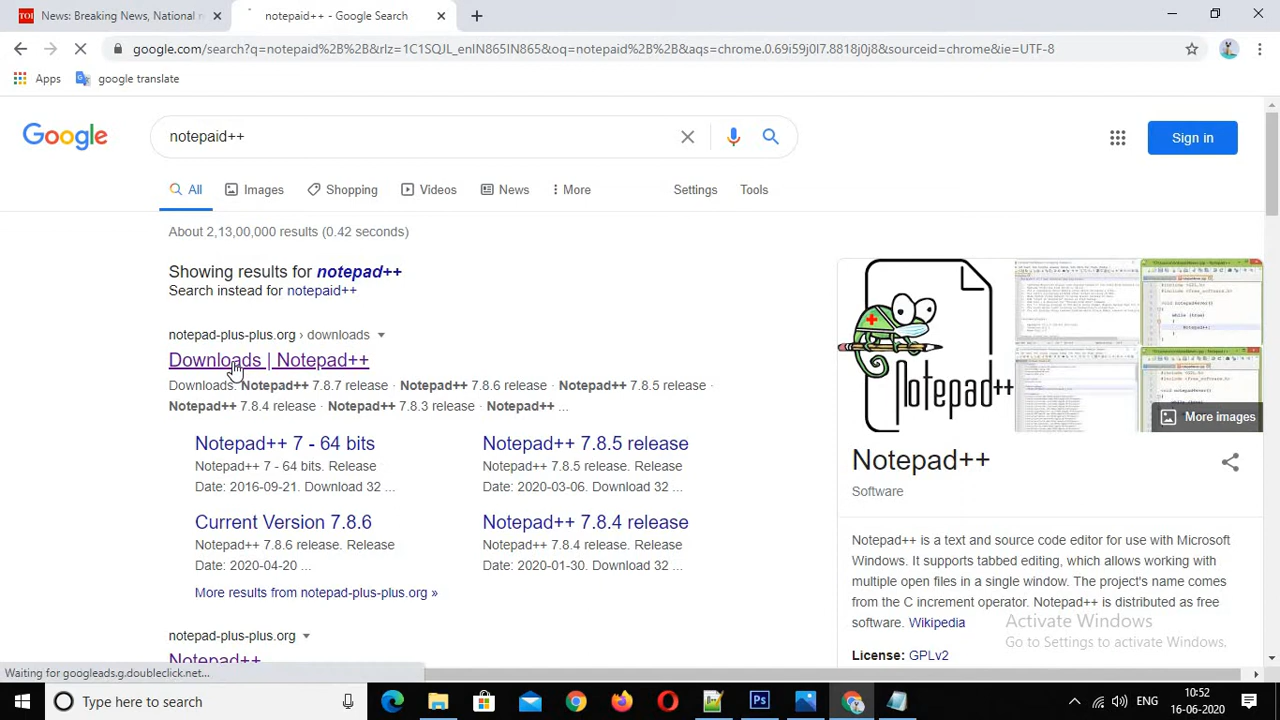 News: Breaking News, National n
notepaid++ - Google Search
google.com/search?q=notepaid%2B%2B&rlz=1C1SQJL_enIN865IN865&oq=notepaid%2B%2B&aqs=chrome.0.69i59j0l7.8818j0j8&sourceid=chrome&ie=UTF-8
Apps google translate
Google
notepaid++
Sign in
All Images Shopping Videos News More Settings Tools
About 2,13,00,000 results (0.42 seconds)
Showing results for notepad++
Search instead for notepaid++
notepad-plus-plus.org › downloads
Downloads | Notepad++
Downloads. Notepad++ 7.8.7 release · Notepad++ 7.8.6 release · Notepad++ 7.8.5 release ·
Notepad++ 7.8.4 release · Notepad++ 7.8.3 release · Notepad++ ...
Notepad++ 7 - 64 bits
Notepad++ 7 - 64 bits. Release
Date: 2016-09-21. Download 32 ...
Notepad++ 7.8.5 release
Notepad++ 7.8.5 release. Release
Date: 2020-03-06. Download 32 ...
Current Version 7.8.6
Notepad++ 7.8.6 release. Release
Date: 2020-04-20 ...
Notepad++ 7.8.4 release
Notepad++ 7.8.4 release. Release
Date: 2020-01-30. Download 32 ...
More results from notepad-plus-plus.org »
notepad-plus-plus.org
Notepad++
Notepad++
More images
Notepad++
Software
Notepad++ is a text and source code editor for use with Microsoft
Windows. It supports tabbed editing, which allows working with
multiple open files in a single window. The project's name comes
from the C increment operator. Notepad++ is distributed as free
software. Wikipedia
License: GPLv2
Activate Windows
Go to Settings to activate Windows.
Waiting for googleads.g.doubleclick.net...
Type here to search
ENG
10:52
16-06-2020